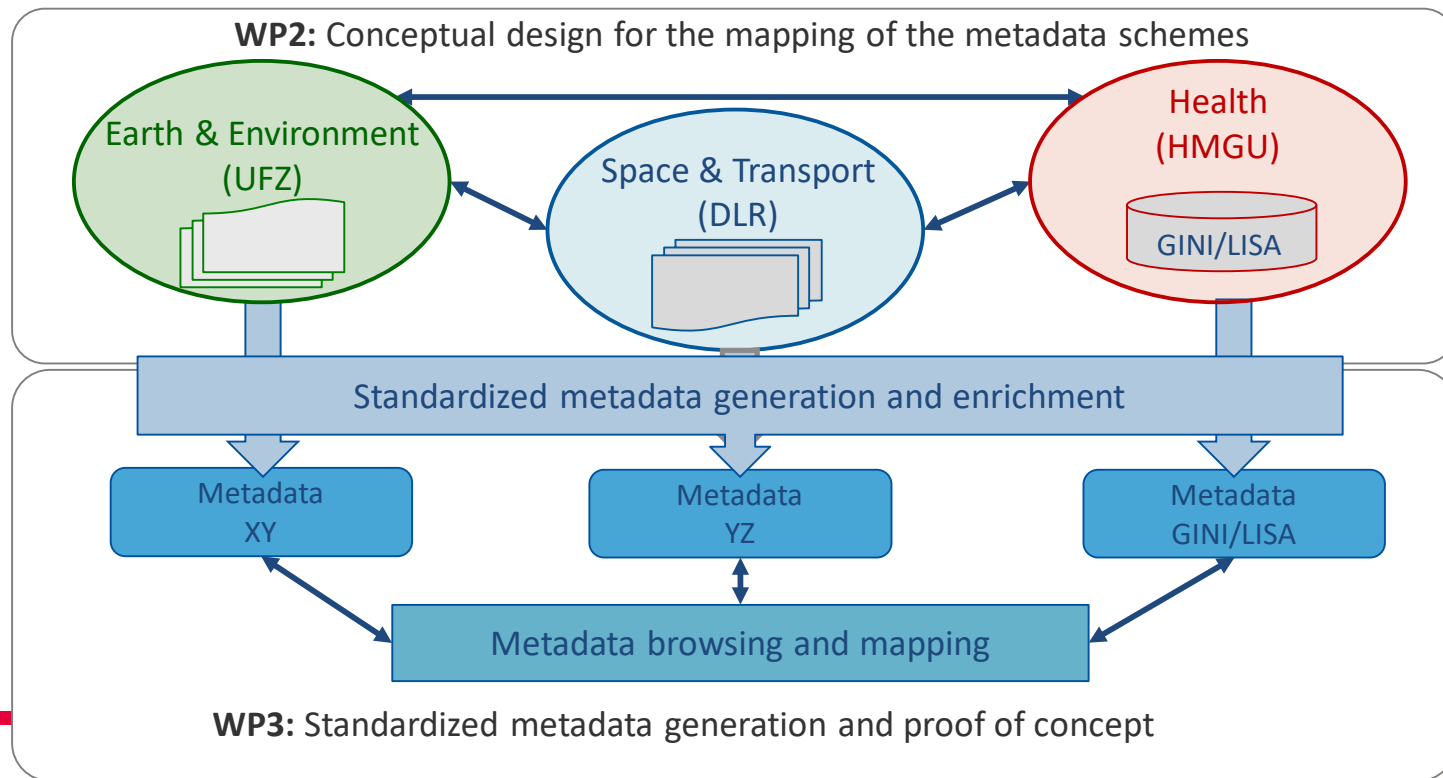 WP2: Conceptual design for the mapping of the metadata schemes
Earth & Environment
(UFZ)
Space & Transport
(DLR)
Health
(HMGU)
GINI/LISA
Standardized metadata generation and enrichment
Metadata
XY
Metadata
YZ
Metadata
GINI/LISA
Metadata browsing and mapping
WP3: Standardized metadata generation and proof of concept